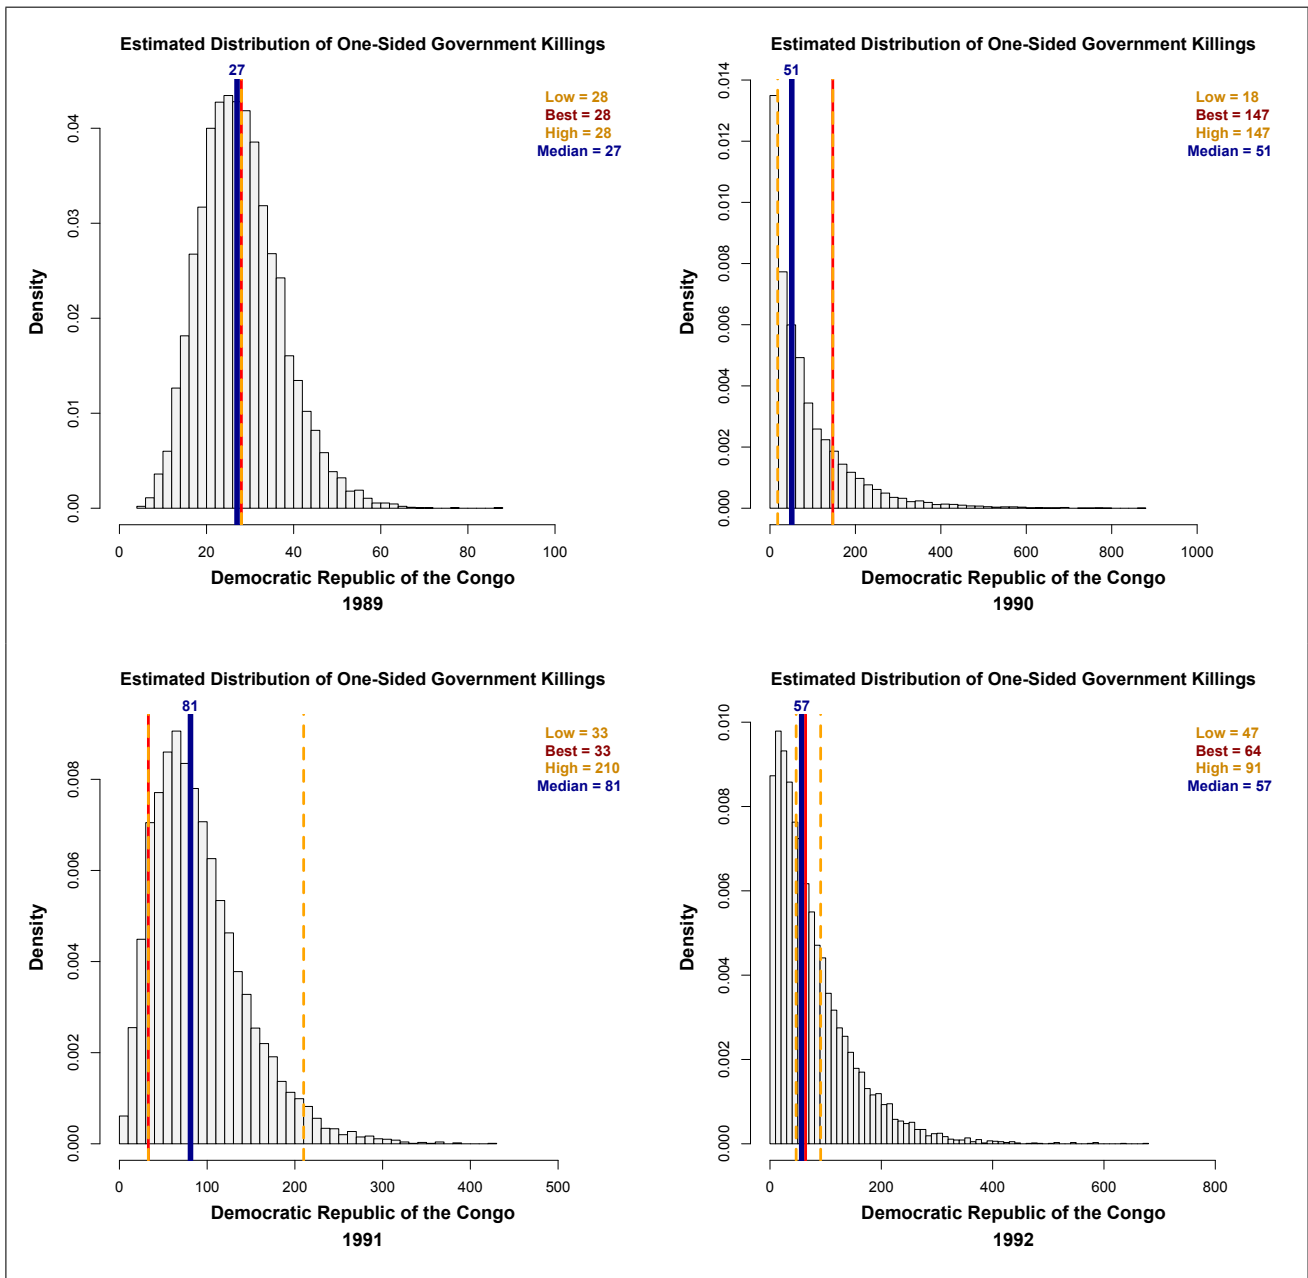 Estimated Distribution of One-Sided Government Killings
27
Low = 28
Best = 28
High = 28
Median = 27
Density
0.04
0.03
0.02
0.01
0.00
0 20 40 60 80 100
Democratic Republic of the Congo
1989
Estimated Distribution of One-Sided Government Killings
51
Low = 18
Best = 147
High = 147
Median = 51
Density
0.014
0.012
0.010
0.008
0.006
0.004
0.002
0.000
0 200 400 600 800 1000
Democratic Republic of the Congo
1990
Estimated Distribution of One-Sided Government Killings
81
Low = 33
Best = 33
High = 210
Median = 81
Density
0.008
0.006
0.004
0.002
0.000
0 100 200 300 400 500
Democratic Republic of the Congo
1991
Estimated Distribution of One-Sided Government Killings
57
Low = 47
Best = 64
High = 91
Median = 57
Density
0.010
0.008
0.006
0.004
0.002
0.000
0 200 400 600 800
Democratic Republic of the Congo
1992